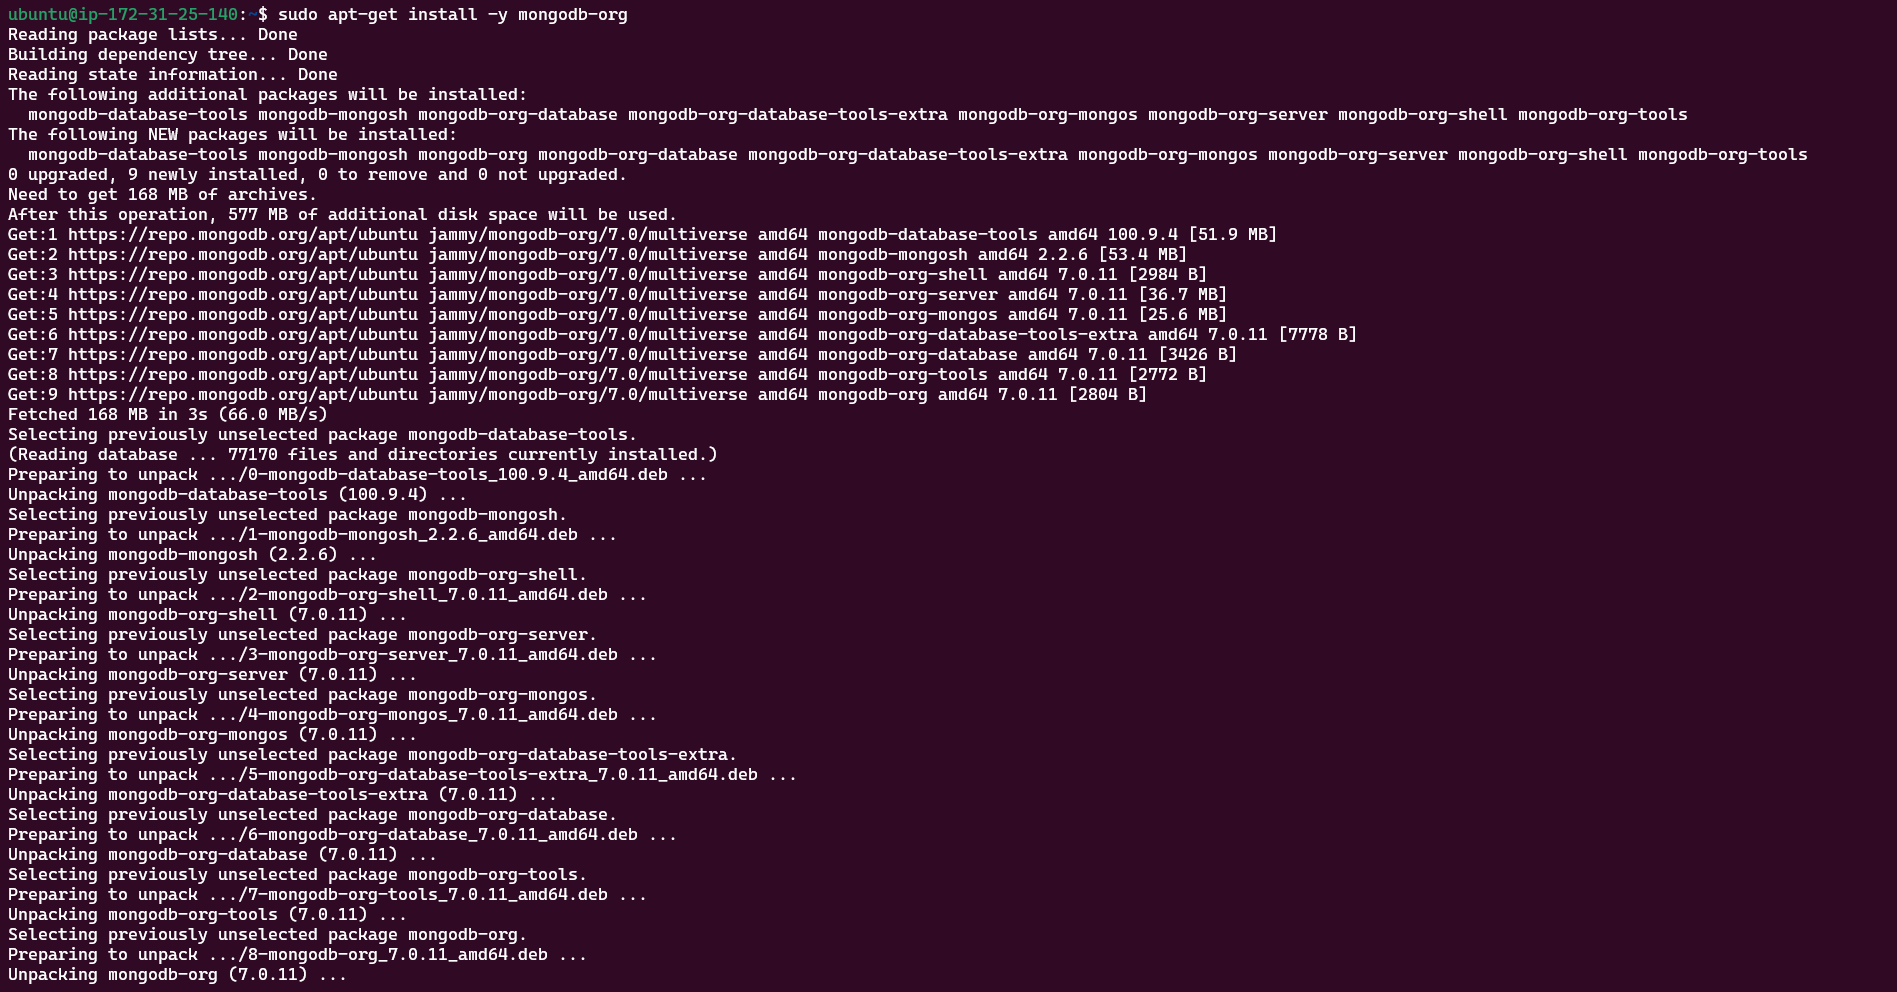 ubuntu@ip-172-31-25-140:~$ sudo apt-get install -y mongodb-org
Reading package lists... Done
Building dependency tree... Done
Reading state information... Done
The following additional packages will be installed:
  mongodb-database-tools mongodb-mongosh mongodb-org-database mongodb-org-database-tools-extra mongodb-org-mongos mongodb-org-server mongodb-org-shell mongodb-org-tools
The following NEW packages will be installed:
  mongodb-database-tools mongodb-mongosh mongodb-org mongodb-org-database mongodb-org-database-tools-extra mongodb-org-mongos mongodb-org-server mongodb-org-shell mongodb-org-tools
0 upgraded, 9 newly installed, 0 to remove and 0 not upgraded.
Need to get 168 MB of archives.
After this operation, 577 MB of additional disk space will be used.
Get:1 https://repo.mongodb.org/apt/ubuntu jammy/mongodb-org/7.0/multiverse amd64 mongodb-database-tools amd64 100.9.4 [51.9 MB]
Get:2 https://repo.mongodb.org/apt/ubuntu jammy/mongodb-org/7.0/multiverse amd64 mongodb-mongosh amd64 2.2.6 [53.4 MB]
Get:3 https://repo.mongodb.org/apt/ubuntu jammy/mongodb-org/7.0/multiverse amd64 mongodb-org-shell amd64 7.0.11 [2984 B]
Get:4 https://repo.mongodb.org/apt/ubuntu jammy/mongodb-org/7.0/multiverse amd64 mongodb-org-server amd64 7.0.11 [36.7 MB]
Get:5 https://repo.mongodb.org/apt/ubuntu jammy/mongodb-org/7.0/multiverse amd64 mongodb-org-mongos amd64 7.0.11 [25.6 MB]
Get:6 https://repo.mongodb.org/apt/ubuntu jammy/mongodb-org/7.0/multiverse amd64 mongodb-org-database-tools-extra amd64 7.0.11 [7778 B]
Get:7 https://repo.mongodb.org/apt/ubuntu jammy/mongodb-org/7.0/multiverse amd64 mongodb-org-database amd64 7.0.11 [3426 B]
Get:8 https://repo.mongodb.org/apt/ubuntu jammy/mongodb-org/7.0/multiverse amd64 mongodb-org-tools amd64 7.0.11 [2772 B]
Get:9 https://repo.mongodb.org/apt/ubuntu jammy/mongodb-org/7.0/multiverse amd64 mongodb-org amd64 7.0.11 [2804 B]
Fetched 168 MB in 3s (66.0 MB/s)
Selecting previously unselected package mongodb-database-tools.
(Reading database ... 77170 files and directories currently installed.)
Preparing to unpack .../0-mongodb-database-tools_100.9.4_amd64.deb ...
Unpacking mongodb-database-tools (100.9.4) ...
Selecting previously unselected package mongodb-mongosh.
Preparing to unpack .../1-mongodb-mongosh_2.2.6_amd64.deb ...
Unpacking mongodb-mongosh (2.2.6) ...
Selecting previously unselected package mongodb-org-shell.
Preparing to unpack .../2-mongodb-org-shell_7.0.11_amd64.deb ...
Unpacking mongodb-org-shell (7.0.11) ...
Selecting previously unselected package mongodb-org-server.
Preparing to unpack .../3-mongodb-org-server_7.0.11_amd64.deb ...
Unpacking mongodb-org-server (7.0.11) ...
Selecting previously unselected package mongodb-org-mongos.
Preparing to unpack .../4-mongodb-org-mongos_7.0.11_amd64.deb ...
Unpacking mongodb-org-mongos (7.0.11) ...
Selecting previously unselected package mongodb-org-database-tools-extra.
Preparing to unpack .../5-mongodb-org-database-tools-extra_7.0.11_amd64.deb ...
Unpacking mongodb-org-database-tools-extra (7.0.11) ...
Selecting previously unselected package mongodb-org-database.
Preparing to unpack .../6-mongodb-org-database_7.0.11_amd64.deb ...
Unpacking mongodb-org-database (7.0.11) ...
Selecting previously unselected package mongodb-org-tools.
Preparing to unpack .../7-mongodb-org-tools_7.0.11_amd64.deb ...
Unpacking mongodb-org-tools (7.0.11) ...
Selecting previously unselected package mongodb-org.
Preparing to unpack .../8-mongodb-org_7.0.11_amd64.deb ...
Unpacking mongodb-org (7.0.11) ...